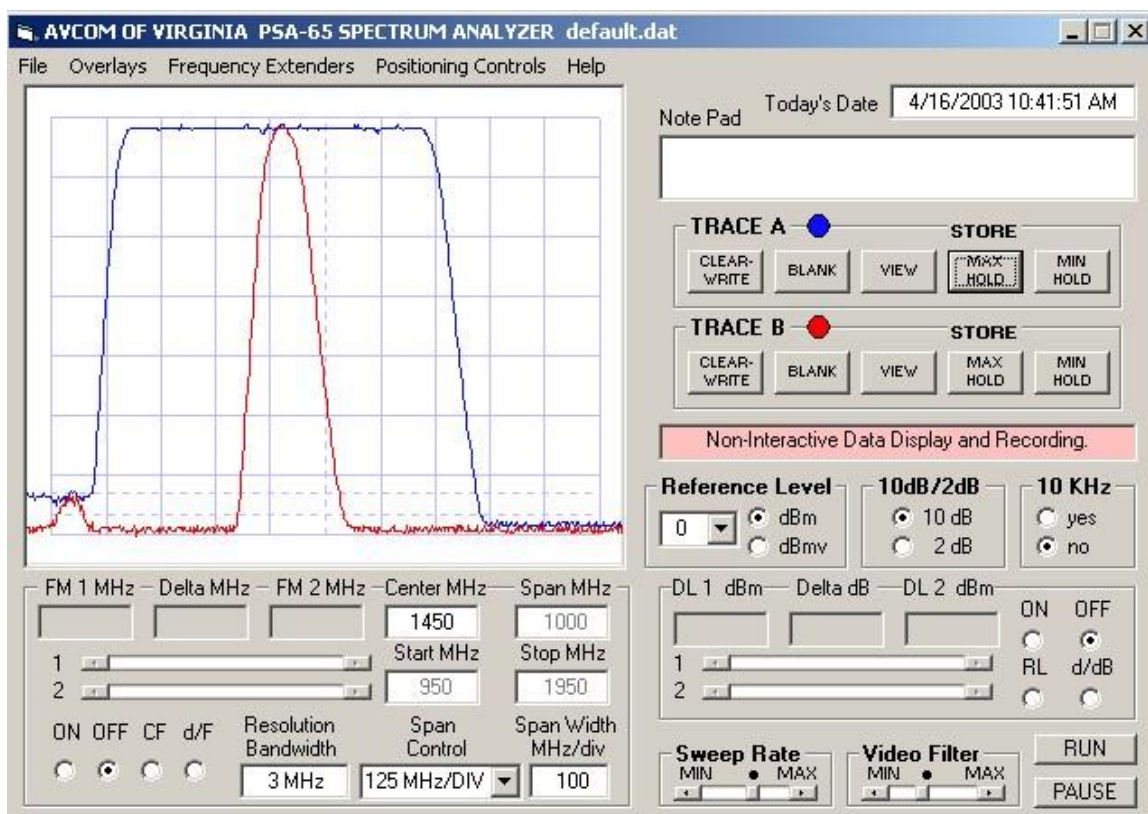 AVCOM OF VIRGINIA PSA-65 SPECTRUM ANALYZER default.dat
File Overlays Frequency Extenders Positioning Controls Help
Note Pad
Today's Date 4/16/2003 10:41:51 AM
TRACE A
STORE
CLEAR-WRITE BLANK VIEW MAX HOLD MIN HOLD
TRACE B
STORE
CLEAR-WRITE BLANK VIEW MAX HOLD MIN HOLD
Non-Interactive Data Display and Recording.
Reference Level
0
dBm
dBmv
10dB/2dB
10 dB
2 dB
10 KHz
yes
no
FM 1 MHz Delta MHz FM 2 MHz Center MHz Span MHz
1450 1000
Start MHz Stop MHz
950 1950
1
2
ON OFF CF d/F
Resolution Bandwidth
3 MHz
Span Control
125 MHz/DIV
Span Width MHz/div
100
DL 1 dBm Delta dB DL 2 dBm
1
2
ON OFF
RL d/dB
Sweep Rate
MIN MAX
Video Filter
MIN MAX
RUN
PAUSE